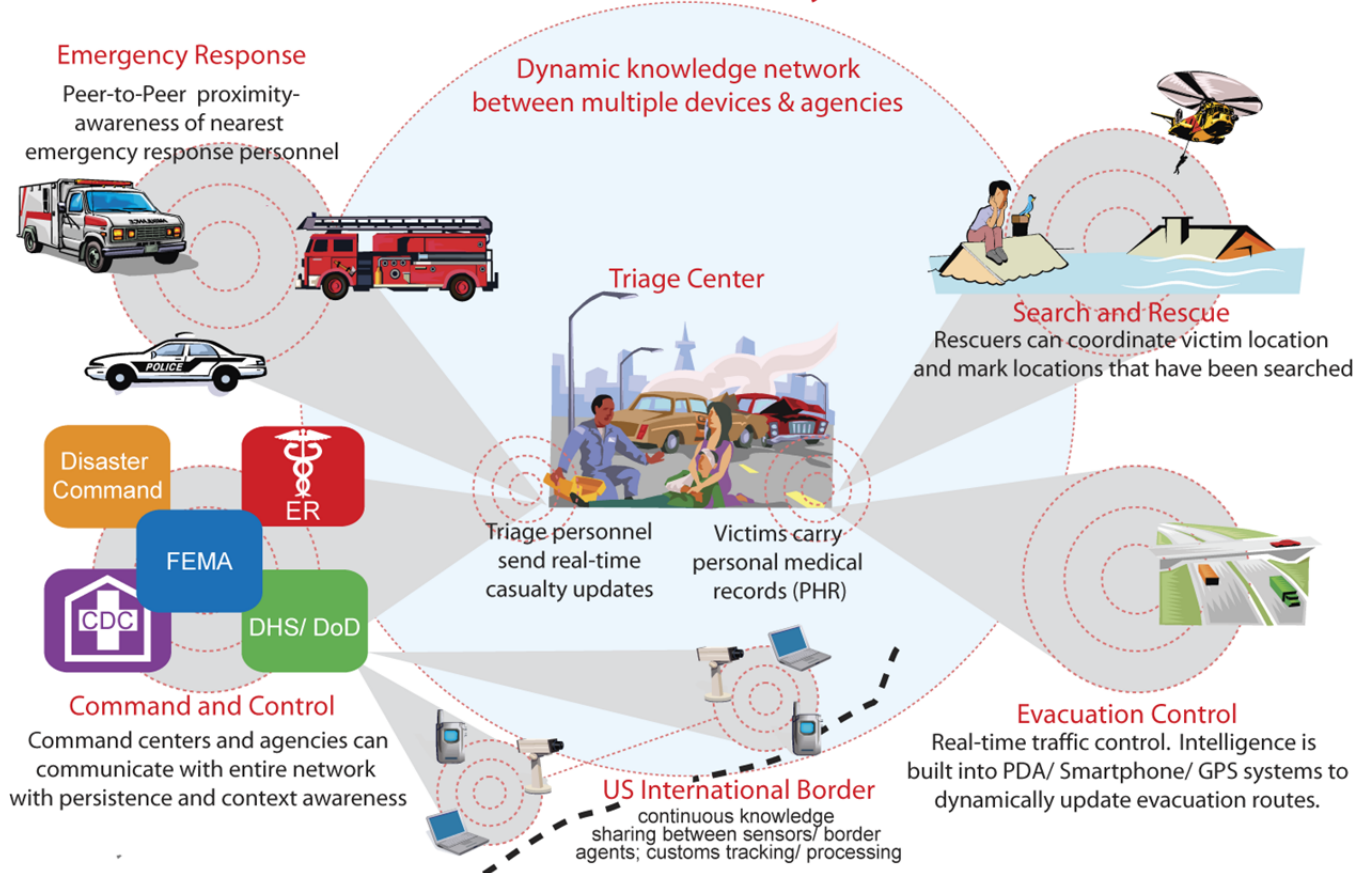 Emergency Response
Peer-to-Peer proximity-
awareness of nearest
emergency response personnel
Dynamic knowledge network
between multiple devices & agencies
POLICE
Triage Center
Search and Rescue
Rescuers can coordinate victim location
and mark locations that have been searched
Disaster
Command
ER
FEMA
CDC
DHS/ DoD
Triage personnel
send real-time
casualty updates
Victims carry
personal medical
records (PHR)
Command and Control
Command centers and agencies can
communicate with entire network
with persistence and context awareness
US International Border
continuous knowledge
sharing between sensors/ border
agents; customs tracking/ processing
Evacuation Control
Real-time traffic control. Intelligence is
built into PDA/ Smartphone/ GPS systems to
dynamically update evacuation routes.